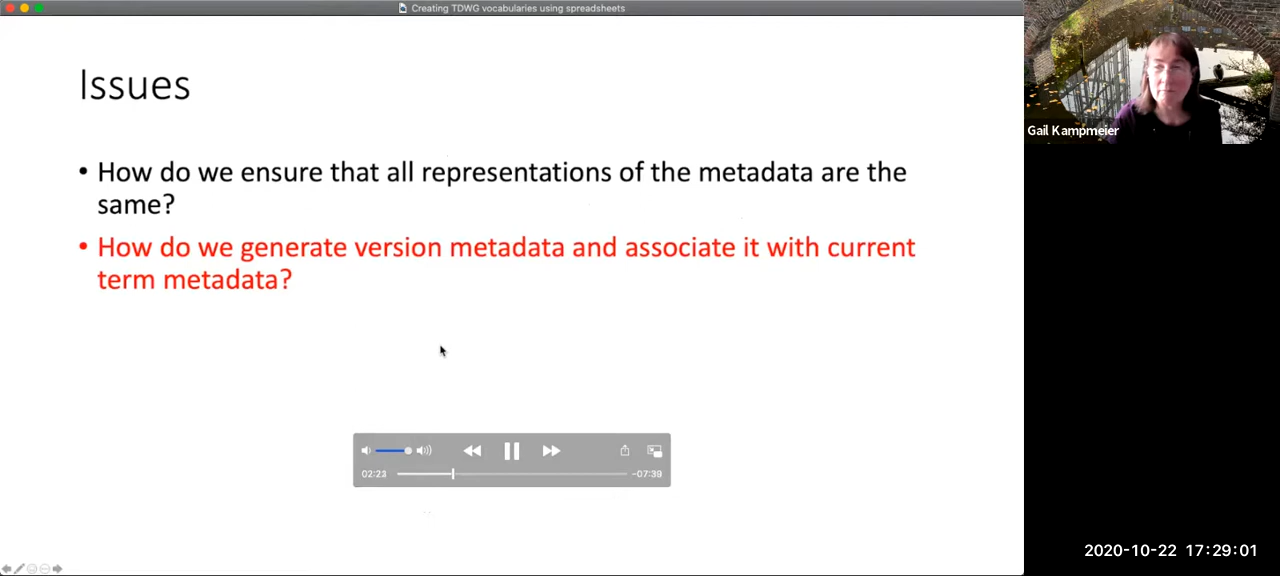 Creating TDWG vocabularies using spreadsheets
Issues
• How do we ensure that all representations of the metadata are the
same?
• How do we generate version metadata and associate it with current
term metadata?
Gail Kampmeier
02:23
-07:39
2020-10-22 17:29:01